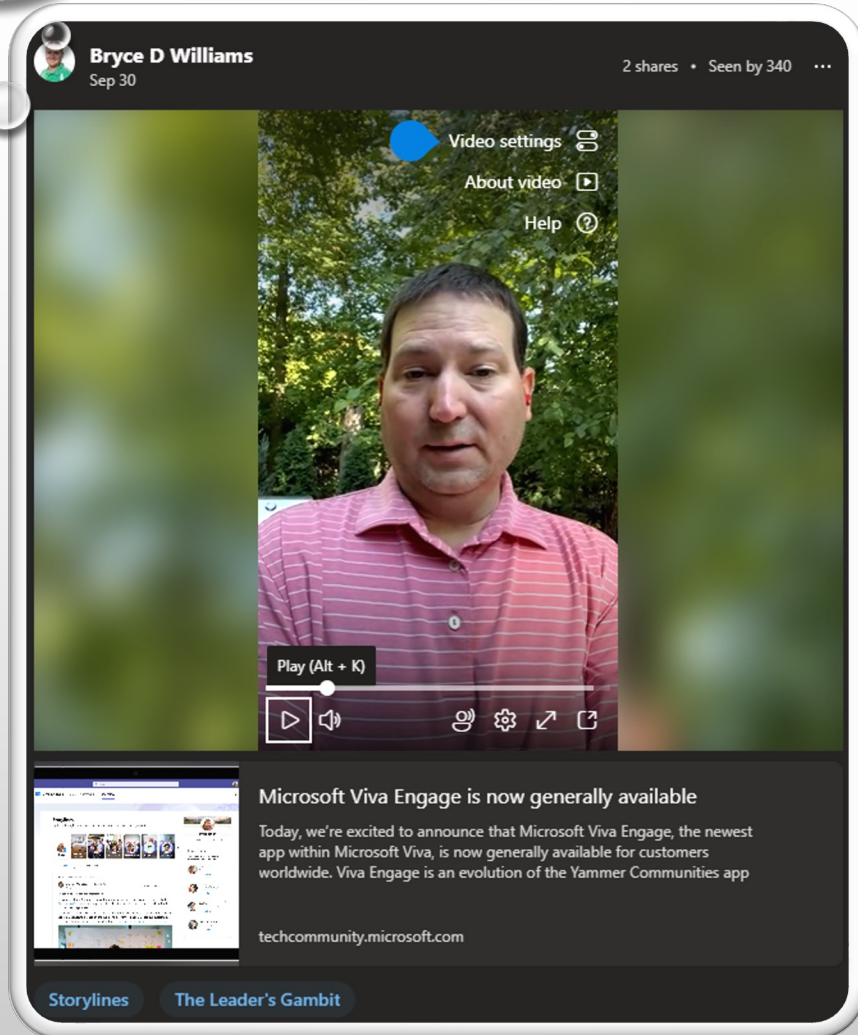 Bryce D Williams
Sep 30
2 shares • Seen by 340 ...
Video settings
About video
Help
Play (Alt + K)
Microsoft Viva Engage is now generally available
Today, we're excited to announce that Microsoft Viva Engage, the newest
app within Microsoft Viva, is now generally available for customers
worldwide. Viva Engage is an evolution of the Yammer Communities app
techcommunity.microsoft.com
Storylines
The Leader's Gambit